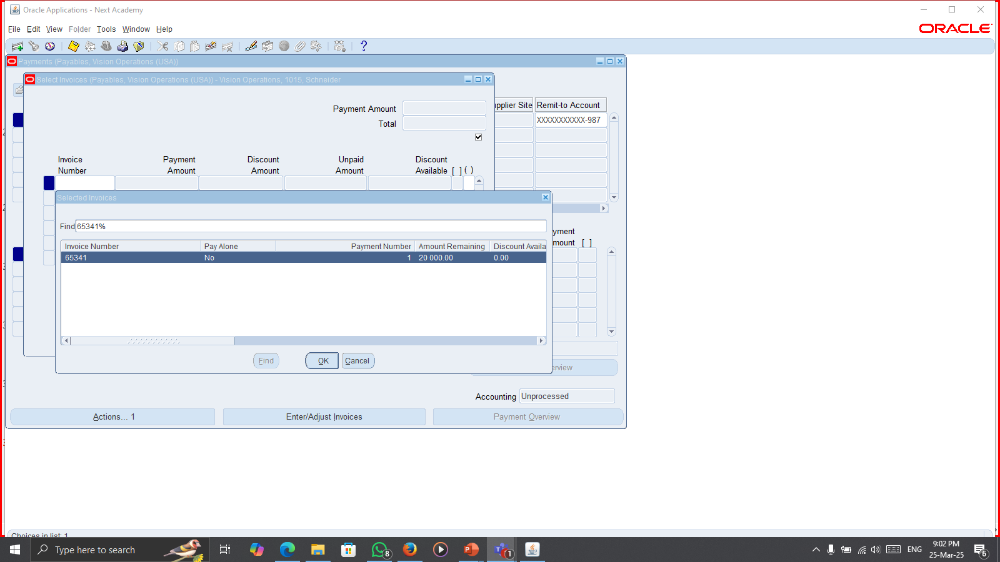 Oracle Applications - Next Academy
File Edit View Folder Tools Window Help
ORACLE
Payments (Payables, Vision Operations (USA))
Select Invoices (Payables, Vision Operations (USA)) - Vision Operations, 1015, Schneider
Payment Amount
Total
pplier Site Remit-to Account
XXXXXXXXXXX-987
Invoice Number Payment Amount Discount Amount Unpaid Amount Discount Available [ ] ( )
Selected Invoices
Find 65341%
Invoice Number Pay Alone Payment Number Amount Remaining Discount Availa
65341 No 1 20 000.00 0.00
yment
mount [ ]
Find OK Cancel
erview
Accounting Unprocessed
Actions... 1 Enter/Adjust Invoices Payment Overview
Choices in list: 1
Type here to search
8
1
ENG
9:02 PM
25-Mar-25
6